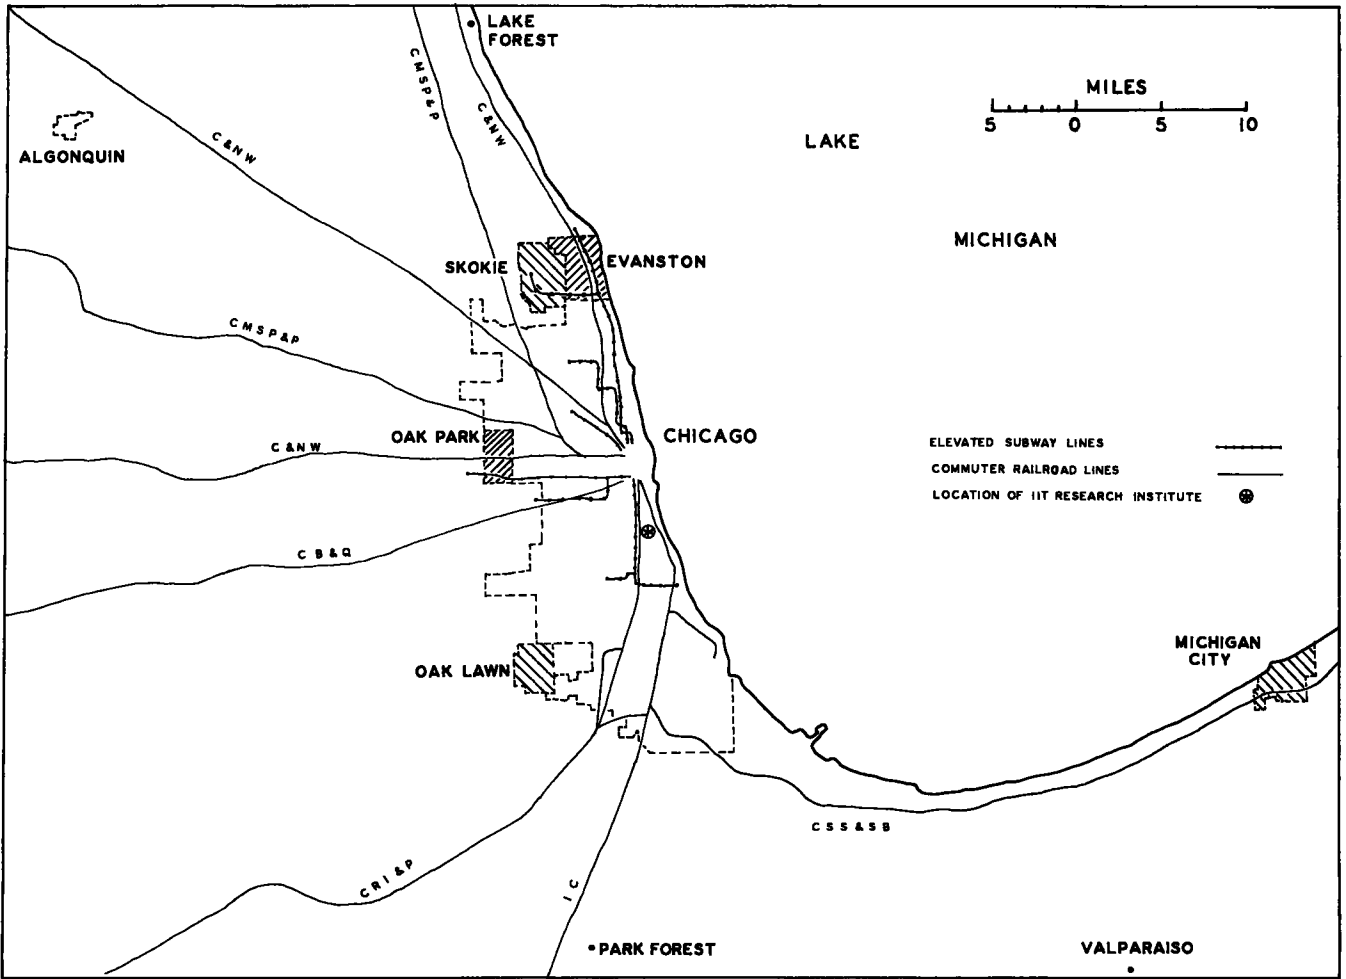 LAKE
FOREST
CMSP&P
C&NW
MILES
5 0 5 10
LAKE
ALGONQUIN
C&NW
MICHIGAN
SKOKIE
EVANSTON
CMSP&P
OAK PARK
CHICAGO
C&NW
ELEVATED SUBWAY LINES
COMMUTER RAILROAD LINES
LOCATION OF IIT RESEARCH INSTITUTE
CB&Q
OAK LAWN
MICHIGAN
CITY
CSS&SB
CRI&P
IC
PARK FOREST
VALPARAISO